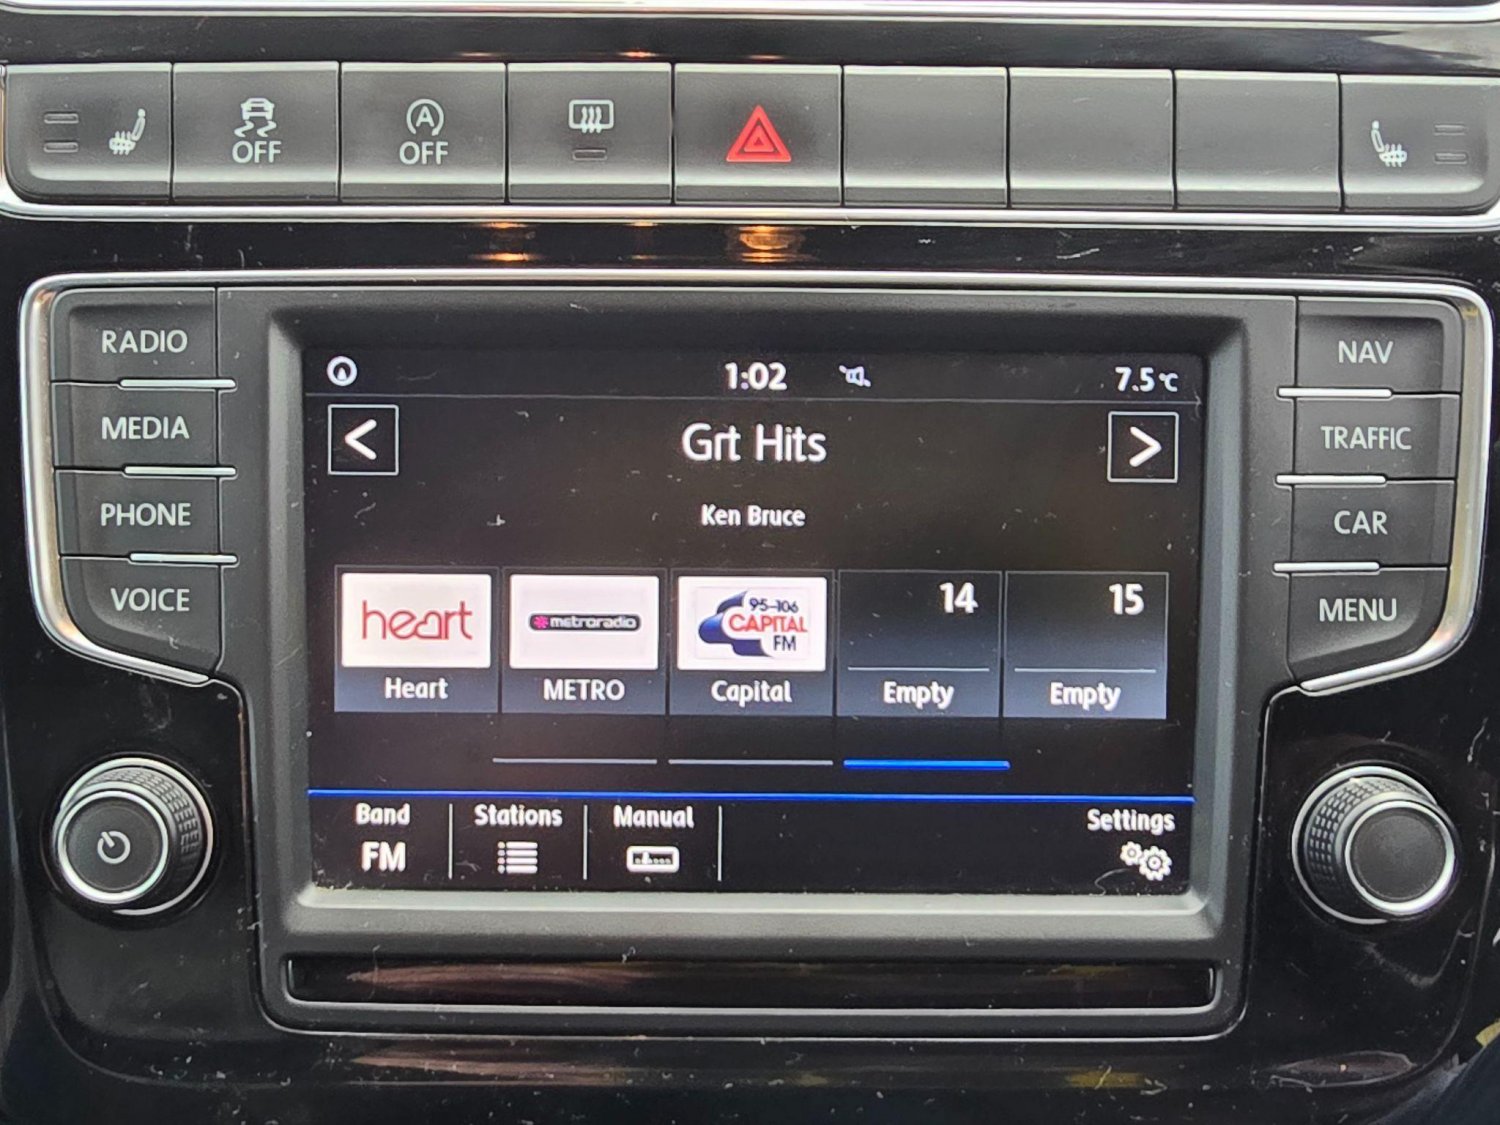 OFF
A
OFF
RADIO
MEDIA
PHONE
VOICE
NAV
TRAFFIC
CAR
MENU
1:02
7.5°C
<
Grt Hits
>
Ken Bruce
heart
metroradio
95-106
CAPITAL
FM
14
15
Heart
METRO
Capital
Empty
Empty
Band
Stations
Manual
Settings
FM